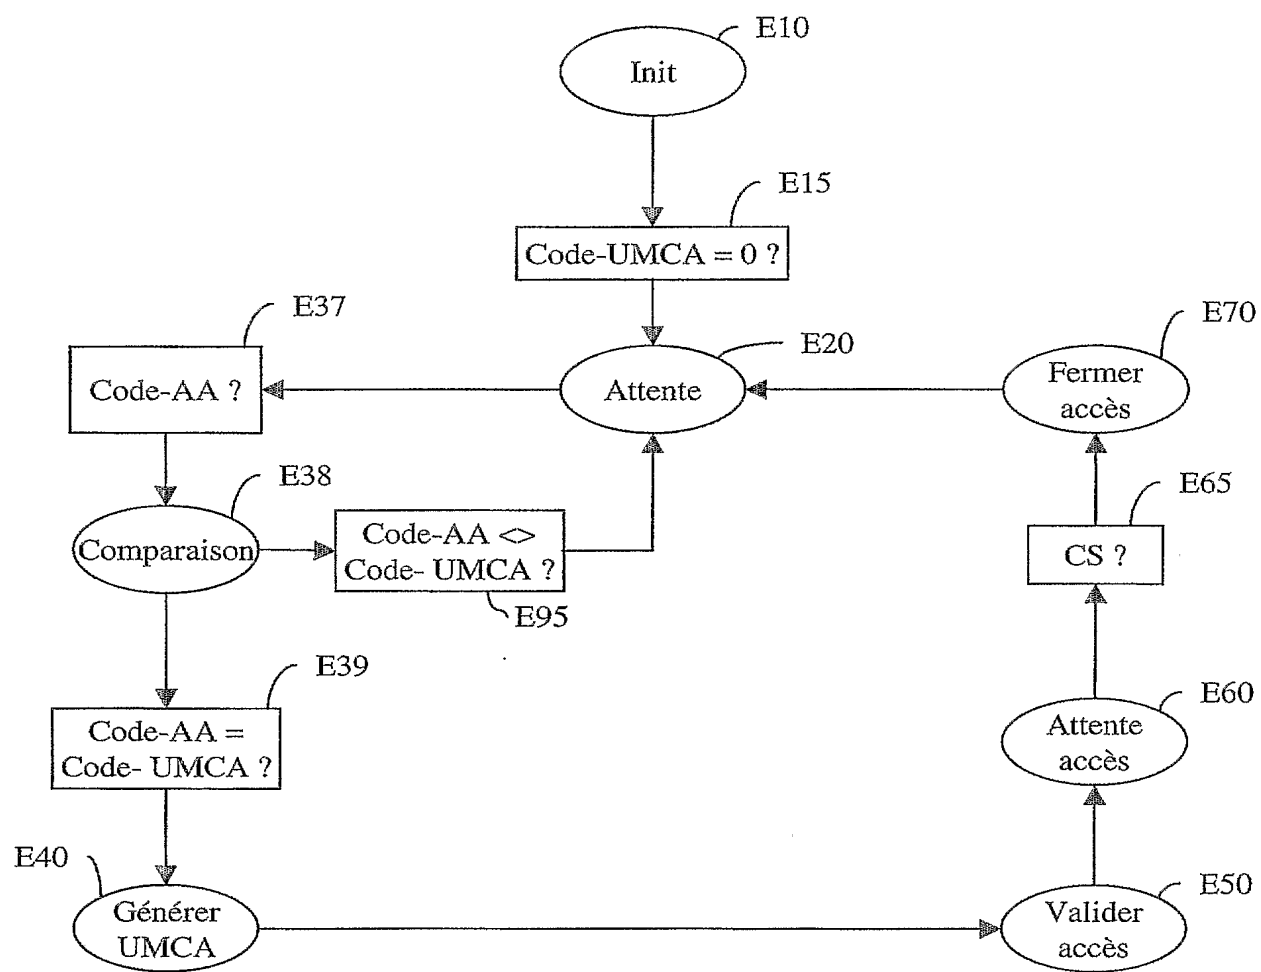 E10
Init
E15
Code-UMCA = 0 ?
E37
E20
E70
Code-AA ?
Attente
Fermer
accès
E38
E65
Comparaison
Code-AA <>
Code- UMCA ?
CS ?
E95
E39
E60
Code-AA =
Code- UMCA ?
Attente
accès
E40
E50
Générer
UMCA
Valider
accès